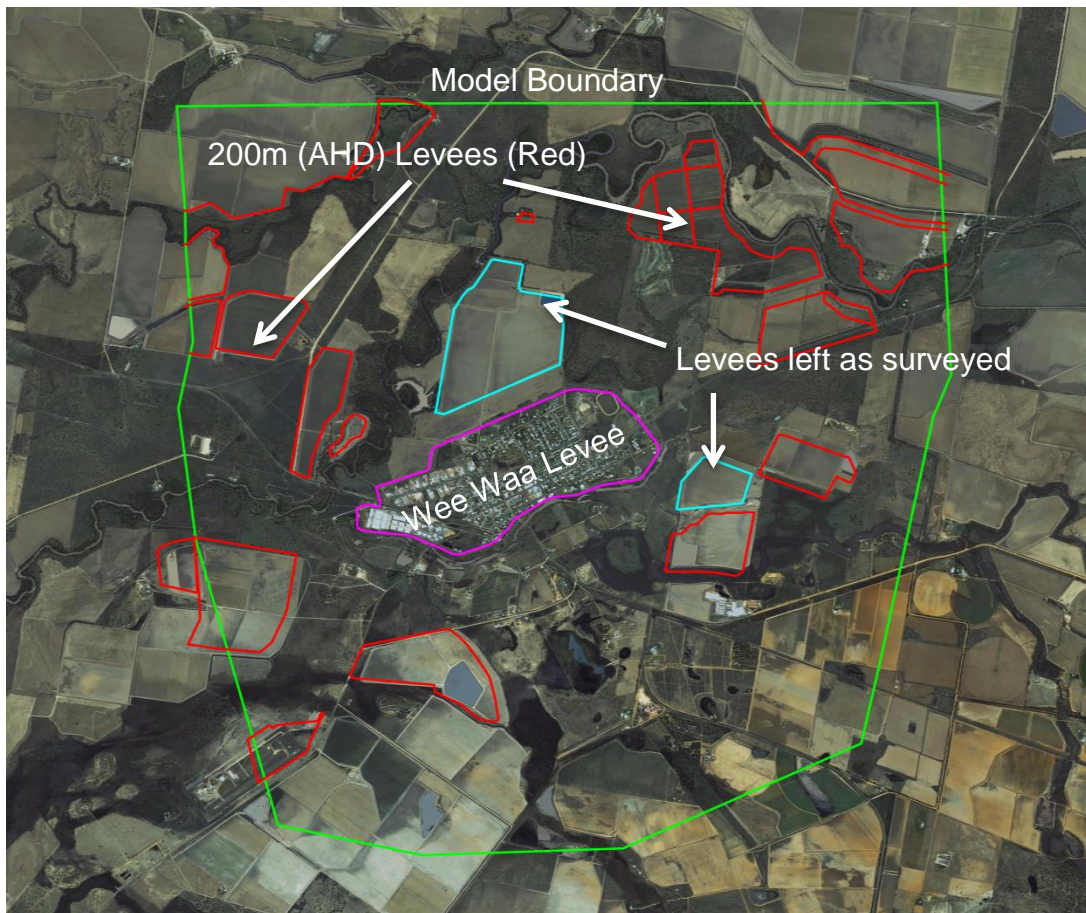 Model Boundary
200m (AHD) Levees (Red)
Levees left as surveyed
Wee Waa Levee